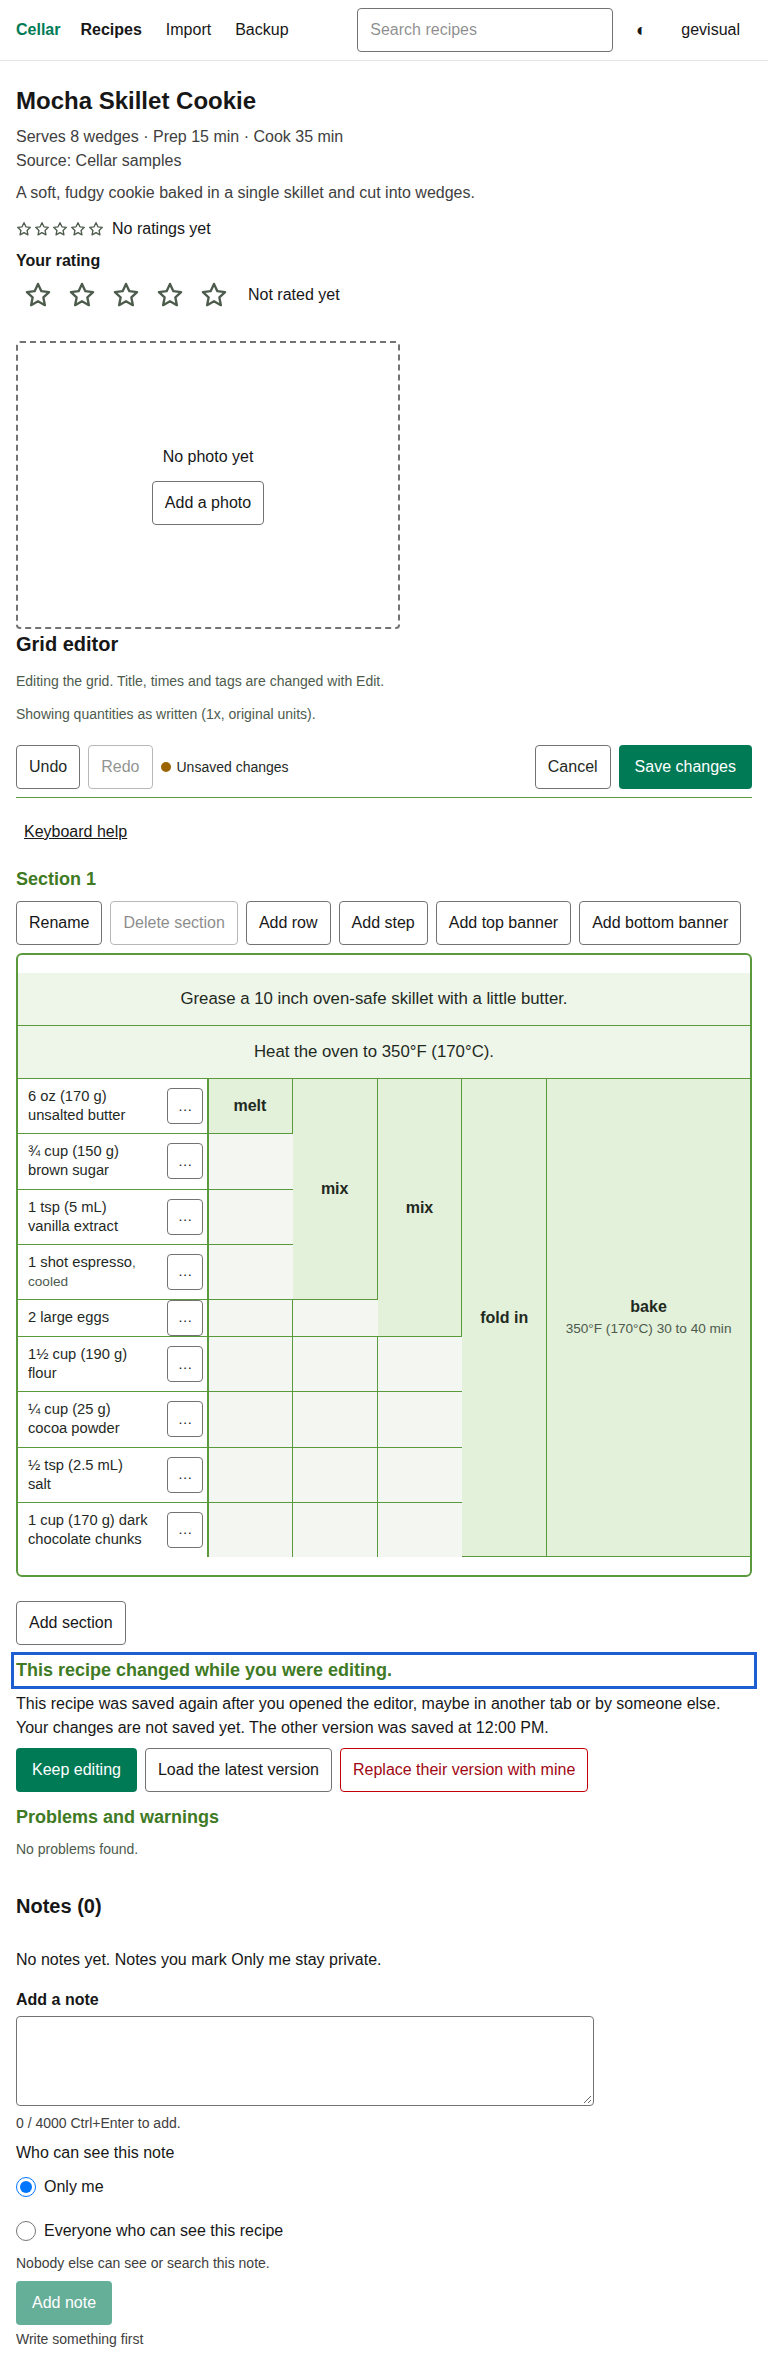 Cellar Recipes Import Backup Search recipes gevisual
Mocha Skillet Cookie
Serves 8 wedges · Prep 15 min · Cook 35 min
Source: Cellar samples
A soft, fudgy cookie baked in a single skillet and cut into wedges.
No ratings yet
Your rating
Not rated yet
No photo yet
Add a photo
Grid editor
Editing the grid. Title, times and tags are changed with Edit.
Showing quantities as written (1x, original units).
Undo Redo Unsaved changes Cancel Save changes
Keyboard help
Section 1
Rename Delete section Add row Add step Add top banner Add bottom banner
Grease a 10 inch oven-safe skillet with a little butter.
Heat the oven to 350°F (170°C).
6 oz (170 g)
unsalted butter
...
melt
¾ cup (150 g)
brown sugar
...
mix
1 tsp (5 mL)
vanilla extract
...
mix
1 shot espresso,
cooled
...
2 large eggs
...
fold in
bake
350°F (170°C) 30 to 40 min
1½ cup (190 g)
flour
...
¼ cup (25 g)
cocoa powder
...
½ tsp (2.5 mL)
salt
...
1 cup (170 g) dark
chocolate chunks
...
Add section
This recipe changed while you were editing.
This recipe was saved again after you opened the editor, maybe in another tab or by someone else.
Your changes are not saved yet. The other version was saved at 12:00 PM.
Keep editing Load the latest version Replace their version with mine
Problems and warnings
No problems found.
Notes (0)
No notes yet. Notes you mark Only me stay private.
Add a note
0 / 4000 Ctrl+Enter to add.
Who can see this note
Only me
Everyone who can see this recipe
Nobody else can see or search this note.
Add note
Write something first